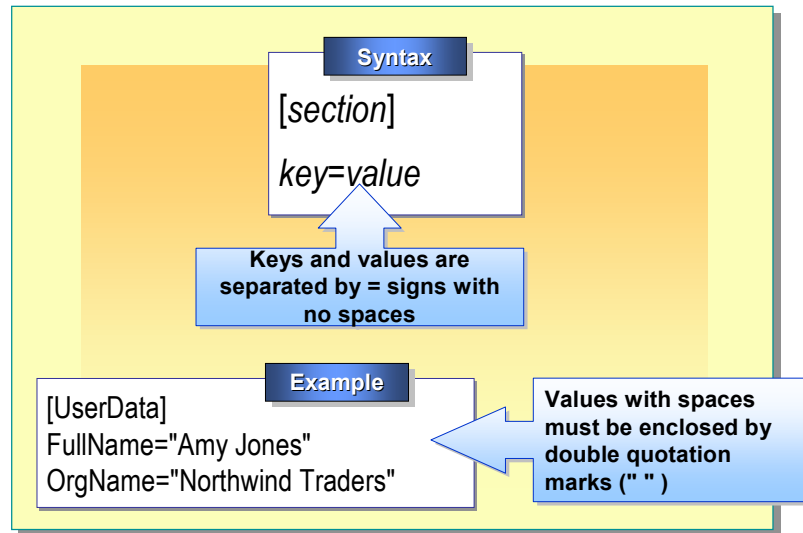 Syntax
[section]
key=value
Keys and values are
separated by = signs with
no spaces
Example
[UserData]
FullName="Amy Jones"
OrgName="Northwind Traders"
Values with spaces
must be enclosed by
double quotation
marks (" " )